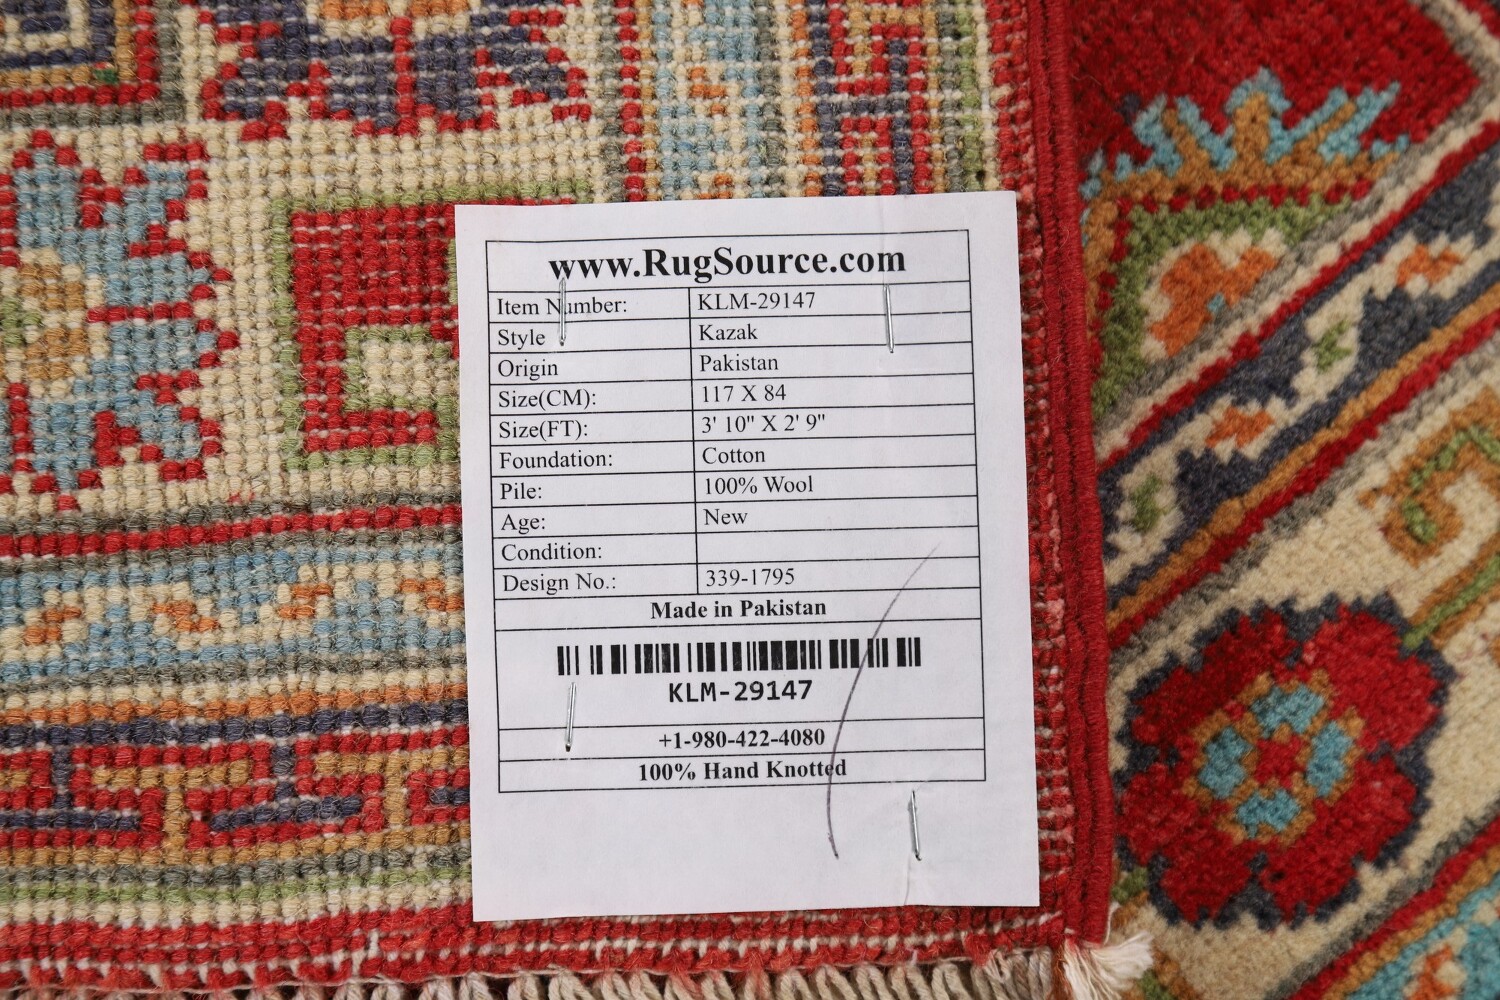 www.RugSource.com
Item Number: KLM-29147
Style Kazak
Origin Pakistan
Size(CM): 117 X 84
Size(FT): 3' 10" X 2' 9"
Foundation: Cotton
Pile: 100% Wool
Age: New
Condition:
Design No.: 339-1795
Made in Pakistan
KLM-29147
+1-980-422-4080
100% Hand Knotted